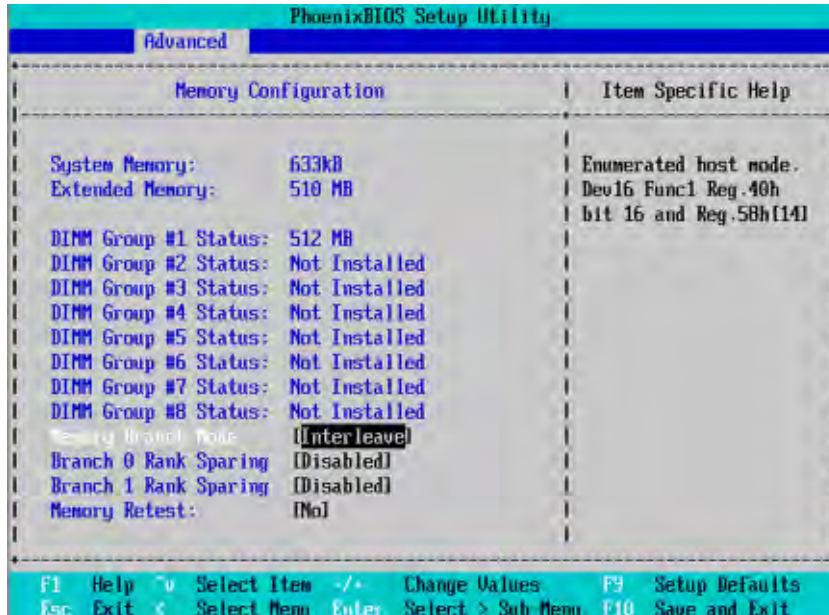 PhoenixBIOS Setup Utility
Advanced
Memory Configuration
Item Specific Help
System Memory: 633kB
Extended Memory: 510 MB
DIMM Group #1 Status: 512 MB
DIMM Group #2 Status: Not Installed
DIMM Group #3 Status: Not Installed
DIMM Group #4 Status: Not Installed
DIMM Group #5 Status: Not Installed
DIMM Group #6 Status: Not Installed
DIMM Group #7 Status: Not Installed
DIMM Group #8 Status: Not Installed
Memory Branch Mode [Interleave]
Branch 0 Rank Sparing [Disabled]
Branch 1 Rank Sparing [Disabled]
Memory Retest: [No]
Enumerated host mode.
Dev16 Func1 Reg.40h
bit 16 and Reg.58h[14]
F1 Help ^v Select Item -/+ Change Values F9 Setup Defaults
Esc Exit < Select Menu Enter Select > Sub-Menu F10 Save and Exit